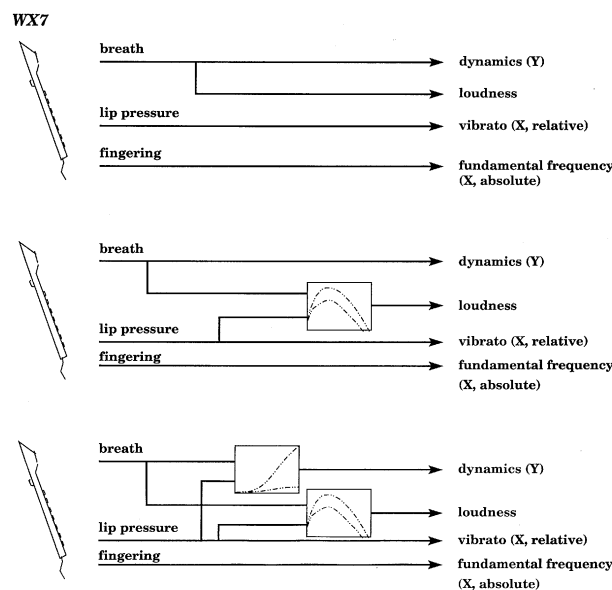 WX7
breath
dynamics (Y)
loudness
lip pressure
vibrato (X, relative)
fingering
fundamental frequency
(X, absolute)
breath
dynamics (Y)
loudness
lip pressure
vibrato (X, relative)
fingering
fundamental frequency
(X, absolute)
breath
dynamics (Y)
loudness
lip pressure
vibrato (X, relative)
fingering
fundamental frequency
(X, absolute)